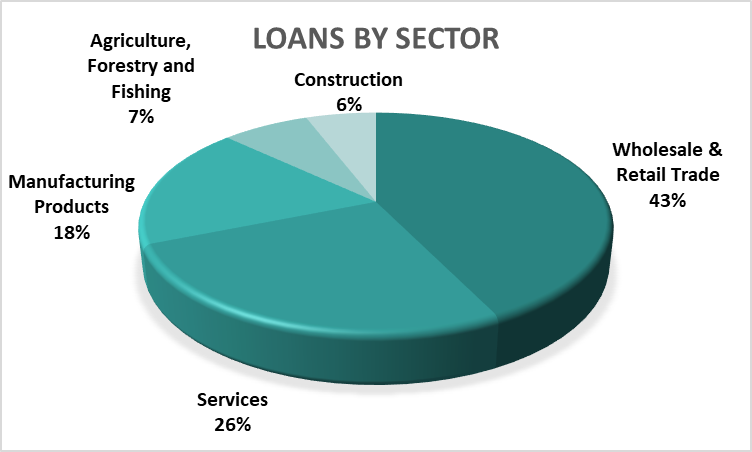 LOANS BY SECTOR
Agriculture,
Forestry and
Fishing
7%
Construction
6%
Wholesale &
Retail Trade
43%
Manufacturing
Products
18%
Services
26%